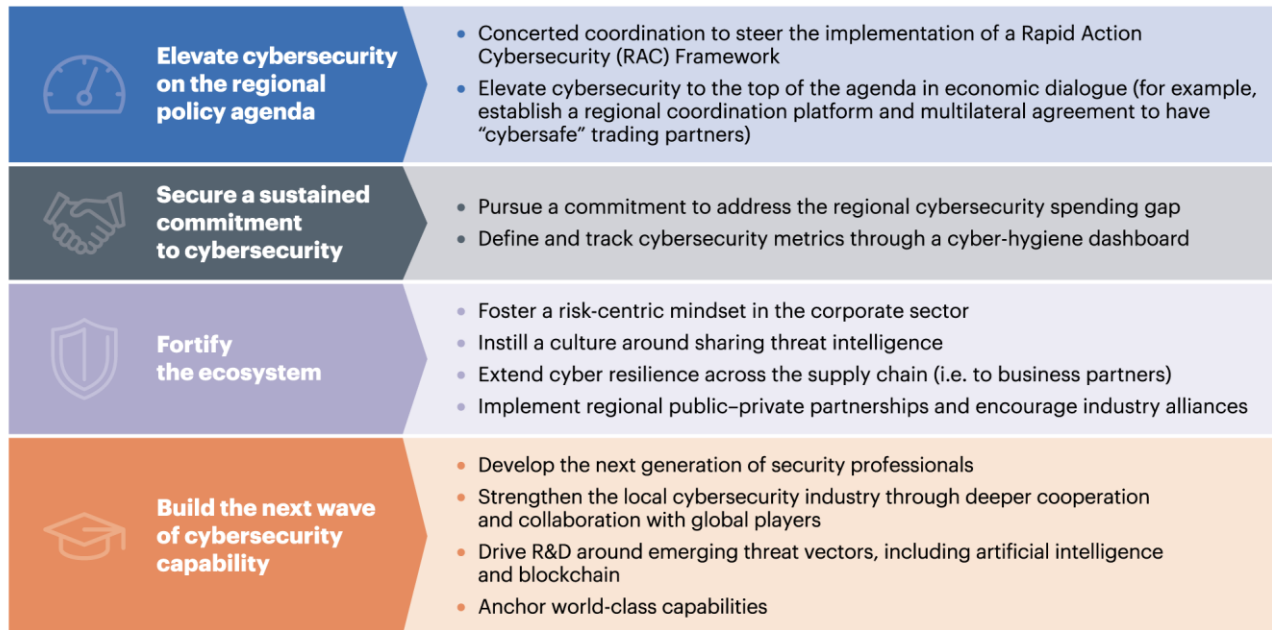 Elevate cybersecurity
on the regional
policy agenda
• Concerted coordination to steer the implementation of a Rapid Action
Cybersecurity (RAC) Framework
• Elevate cybersecurity to the top of the agenda in economic dialogue (for example,
establish a regional coordination platform and multilateral agreement to have
“cybersafe” trading partners)
Secure a sustained
commitment
to cybersecurity
• Pursue a commitment to address the regional cybersecurity spending gap
• Define and track cybersecurity metrics through a cyber-hygiene dashboard
Fortify
the ecosystem
• Foster a risk-centric mindset in the corporate sector
• Instill a culture around sharing threat intelligence
• Extend cyber resilience across the supply chain (i.e. to business partners)
• Implement regional public–private partnerships and encourage industry alliances
Build the next wave
of cybersecurity
capability
• Develop the next generation of security professionals
• Strengthen the local cybersecurity industry through deeper cooperation
and collaboration with global players
• Drive R&D around emerging threat vectors, including artificial intelligence
and blockchain
• Anchor world-class capabilities